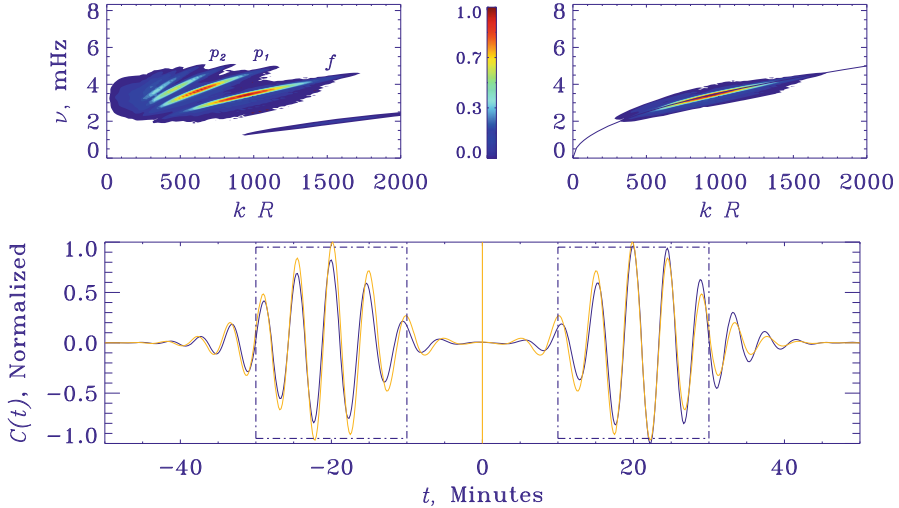 8
6
4
2
0
ν, mHz
p₂
p₁
f
0 500 1000 1500 2000
k R
1.0
0.7
0.3
0.0
8
6
4
2
0
0 500 1000 1500 2000
k R
1.0
0.5
0.0
−0.5
−1.0
C(t), Normalized
−40 −20 0 20 40
t, Minutes